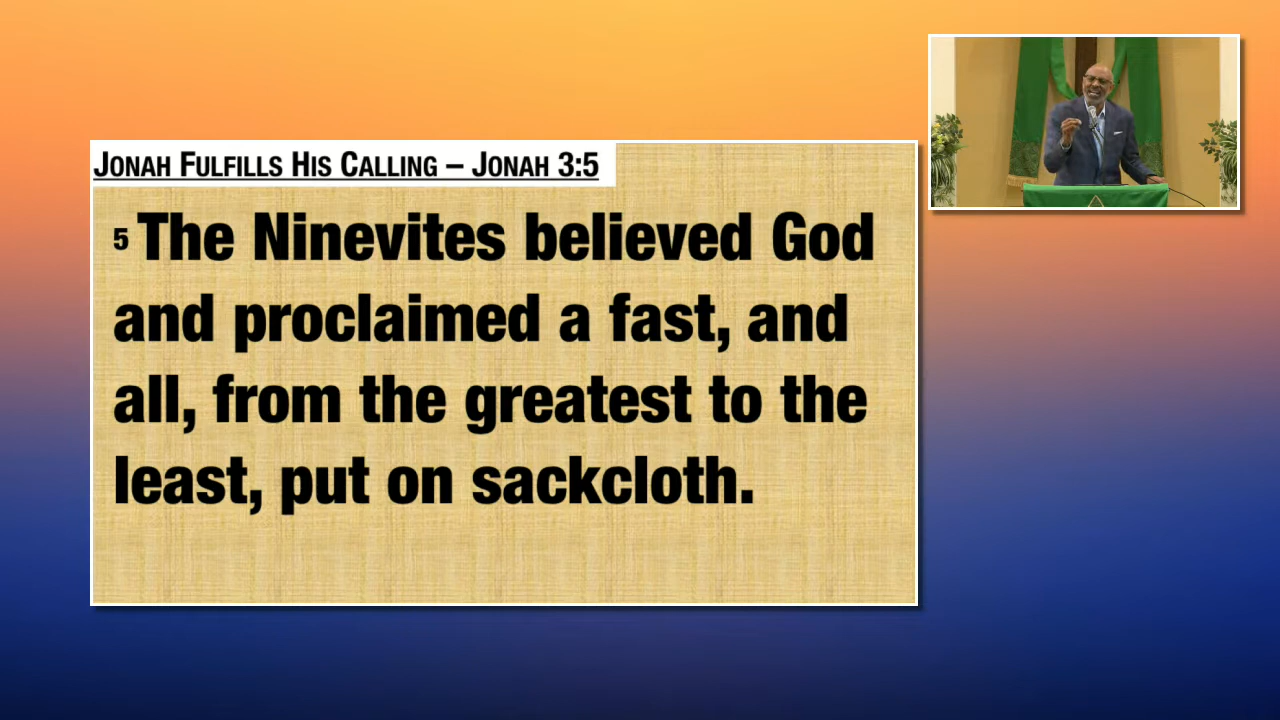 Jonah Fulfills His Calling – Jonah 3:5
5 The Ninevites believed God
and proclaimed a fast, and
all, from the greatest to the
least, put on sackcloth.